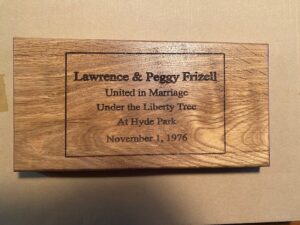 Lawrence & Peggy Frizell
United in Marriage
Under the Liberty Tree
At Hyde Park
November 1, 1976